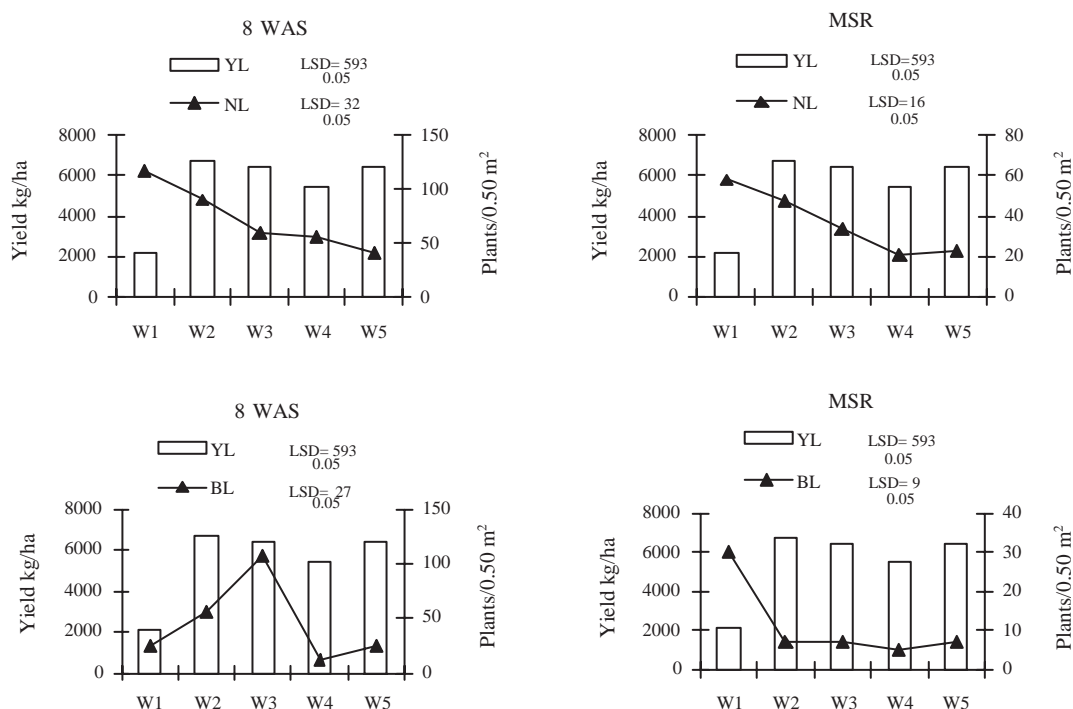 8 WAS
YL LSD= 593
0.05
NL LSD= 32
0.05
Yield kg/ha
8000
6000
4000
2000
0
150
100
50
0
Plants/0.50 m²
W1 W2 W3 W4 W5
MSR
YL LSD=593
0.05
NL LSD=16
0.05
Yield kg/ha
8000
6000
4000
2000
0
80
60
40
20
0
Plants/0.50 m²
W1 W2 W3 W4 W5
8 WAS
YL LSD= 593
0.05
BL LSD= 27
0.05
Yield kg/ha
8000
6000
4000
2000
0
150
100
50
0
Plants/0.50 m²
W1 W2 W3 W4 W5
MSR
YL LSD= 593
0.05
BL LSD= 9
0.05
Yield kg/ha
8000
6000
4000
2000
0
40
30
20
10
0
Plants/0.50 m²
W1 W2 W3 W4 W5